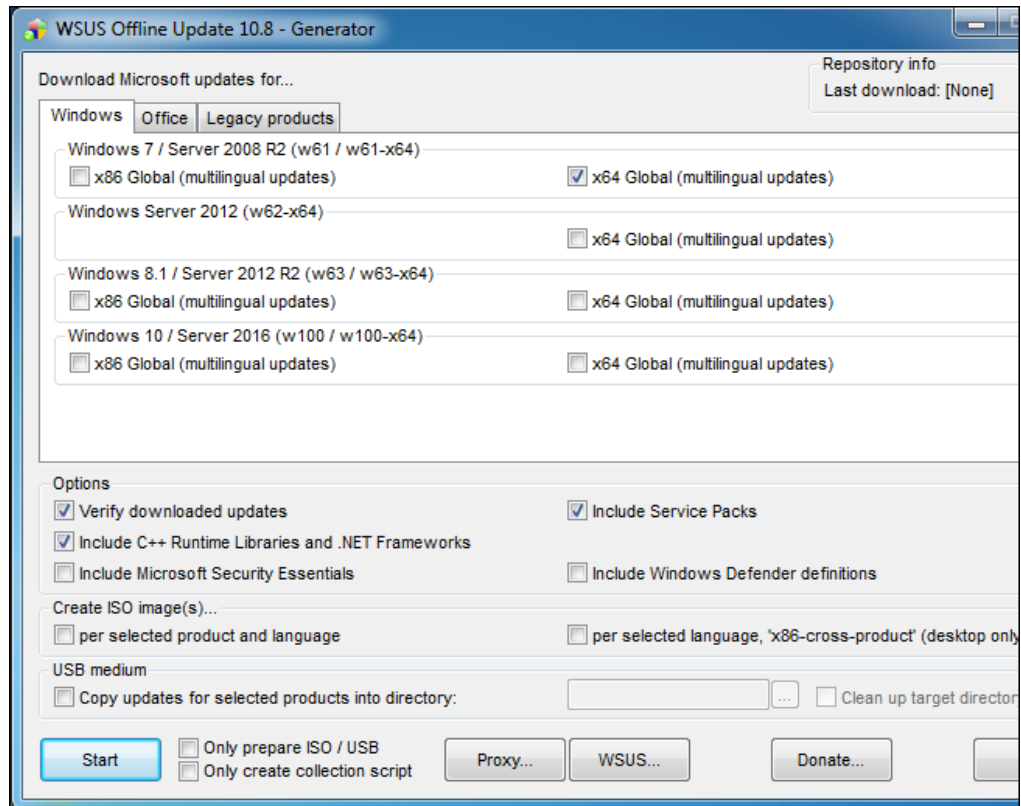 WSUS Offline Update 10.8 - Generator
Download Microsoft updates for...
Repository info
Last download: [None]
Windows Office Legacy products
Windows 7 / Server 2008 R2 (w61 / w61-x64)
x86 Global (multilingual updates) x64 Global (multilingual updates)
Windows Server 2012 (w62-x64)
x64 Global (multilingual updates)
Windows 8.1 / Server 2012 R2 (w63 / w63-x64)
x86 Global (multilingual updates) x64 Global (multilingual updates)
Windows 10 / Server 2016 (w100 / w100-x64)
x86 Global (multilingual updates) x64 Global (multilingual updates)
Options
Verify downloaded updates Include Service Packs
Include C++ Runtime Libraries and .NET Frameworks
Include Microsoft Security Essentials Include Windows Defender definitions
Create ISO image(s)...
per selected product and language per selected language, 'x86-cross-product' (desktop only
USB medium
Copy updates for selected products into directory: ... Clean up target director
Start Only prepare ISO / USB Proxy... WSUS... Donate...
Only create collection script